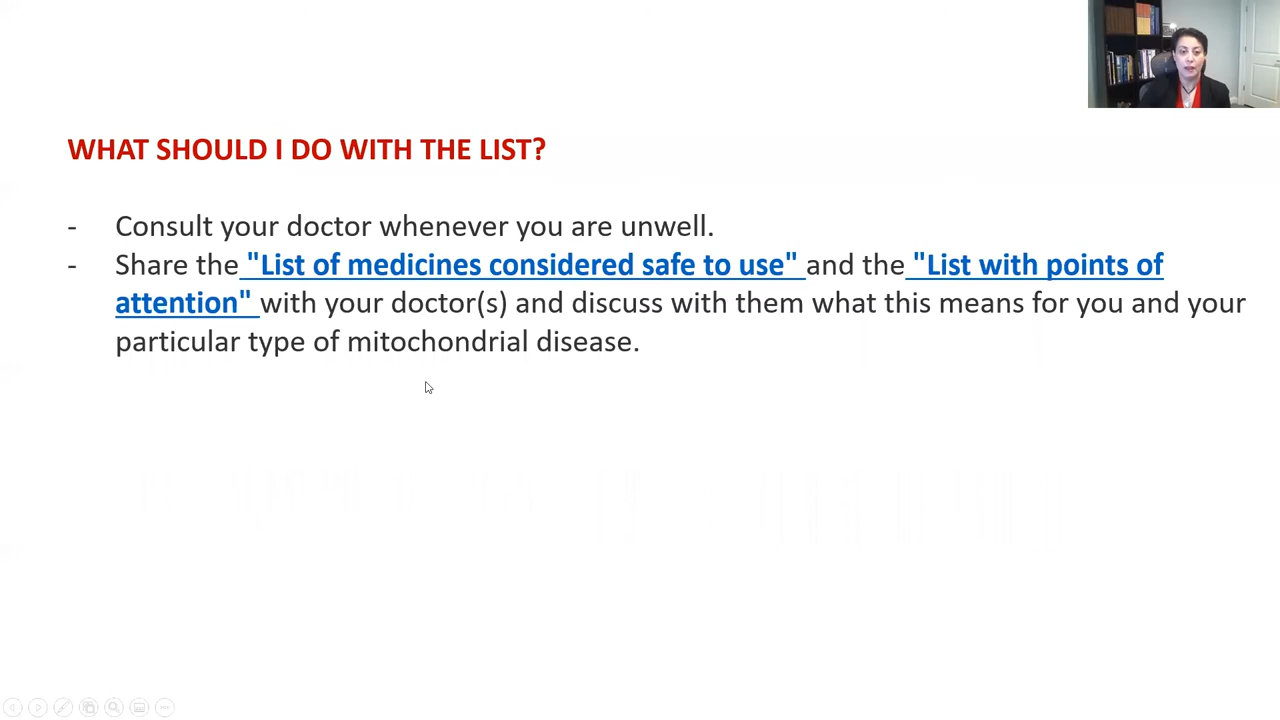 WHAT SHOULD I DO WITH THE LIST?
- Consult your doctor whenever you are unwell.
- Share the "List of medicines considered safe to use" and the "List with points of
attention" with your doctor(s) and discuss with them what this means for you and your
particular type of mitochondrial disease.